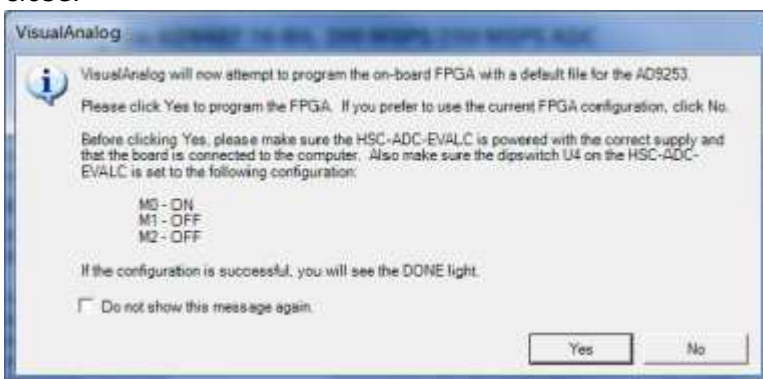 close.
VisualAnalog
VisualAnalog will now attempt to program the on-board FPGA with a default file for the AD9253.
Please click Yes to program the FPGA. If you prefer to use the current FPGA configuration, click No.
Before clicking Yes, please make sure the HSC-ADC-EVALC is powered with the correct supply and
that the board is connected to the computer. Also make sure the dipswitch U4 on the HSC-ADC-
EVALC is set to the following configuration:
M0 - ON
M1 - OFF
M2 - OFF
If the configuration is successful, you will see the DONE light.
Do not show this message again.
Yes No